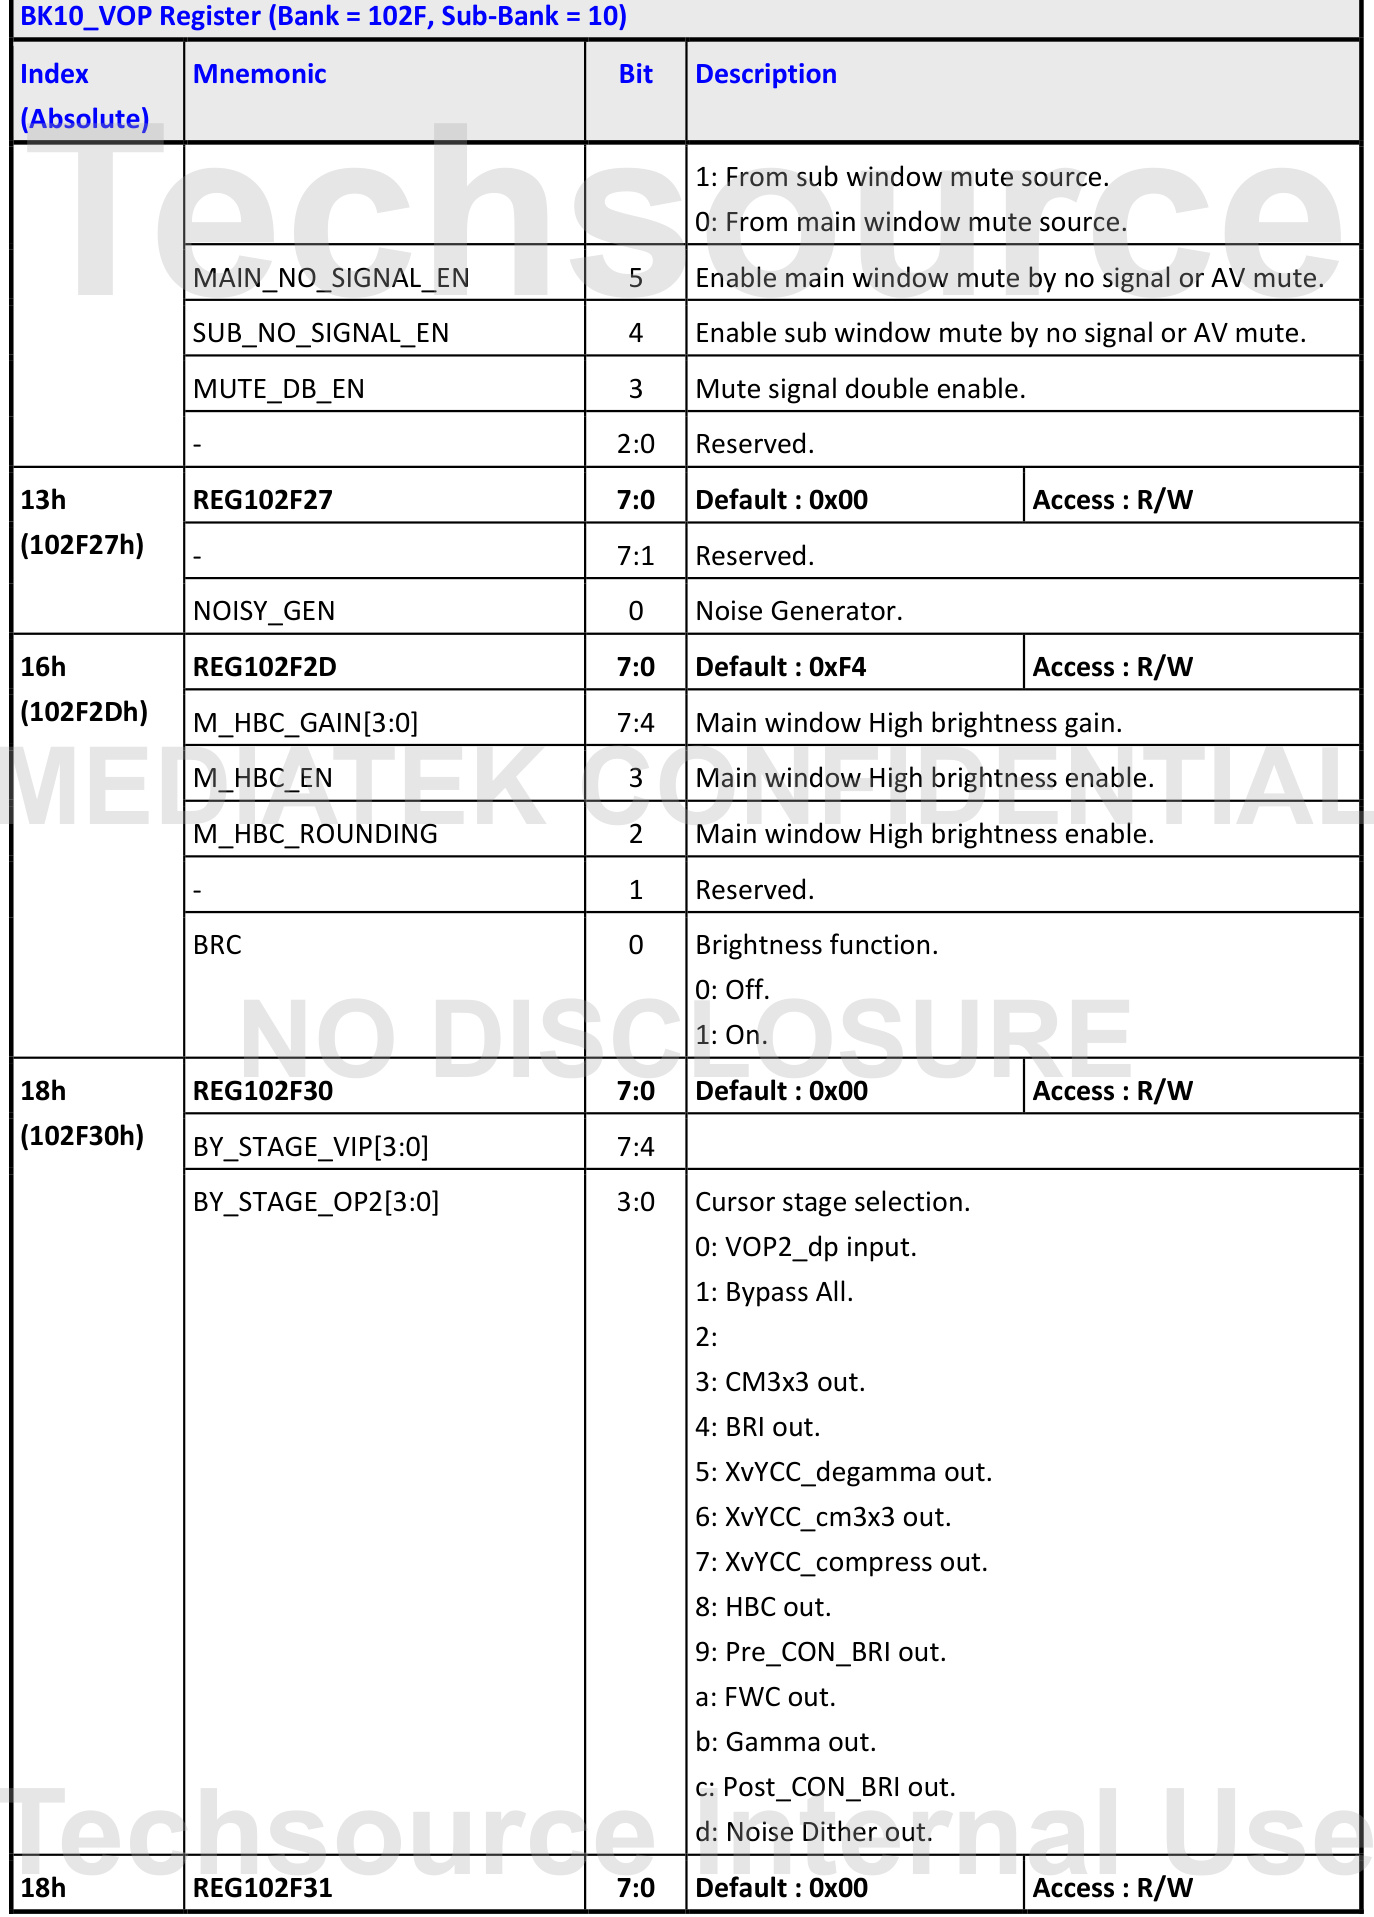 BK10_VOP Register (Bank = 102F, Sub-Bank = 10)
Index (Absolute) Mnemonic Bit Description
1: From sub window mute source.
0: From main window mute source.
MAIN_NO_SIGNAL_EN 5 Enable main window mute by no signal or AV mute.
SUB_NO_SIGNAL_EN 4 Enable sub window mute by no signal or AV mute.
MUTE_DB_EN 3 Mute signal double enable.
- 2:0 Reserved.
13h REG102F27 7:0 Default : 0x00 Access : R/W
(102F27h) - 7:1 Reserved.
NOISY_GEN 0 Noise Generator.
16h REG102F2D 7:0 Default : 0xF4 Access : R/W
(102F2Dh) M_HBC_GAIN[3:0] 7:4 Main window High brightness gain.
M_HBC_EN 3 Main window High brightness enable.
M_HBC_ROUNDING 2 Main window High brightness enable.
- 1 Reserved.
BRC 0 Brightness function.
0: Off.
1: On.
18h REG102F30 7:0 Default : 0x00 Access : R/W
(102F30h) BY_STAGE_VIP[3:0] 7:4
BY_STAGE_OP2[3:0] 3:0 Cursor stage selection.
0: VOP2_dp input.
1: Bypass All.
2:
3: CM3x3 out.
4: BRI out.
5: XvYCC_degamma out.
6: XvYCC_cm3x3 out.
7: XvYCC_compress out.
8: HBC out.
9: Pre_CON_BRI out.
a: FWC out.
b: Gamma out.
c: Post_CON_BRI out.
d: Noise Dither out.
18h REG102F31 7:0 Default : 0x00 Access : R/W
Techsource
MEDIATEK CONFIDENTIAL
NO DISCLOSURE
Techsource Internal Use